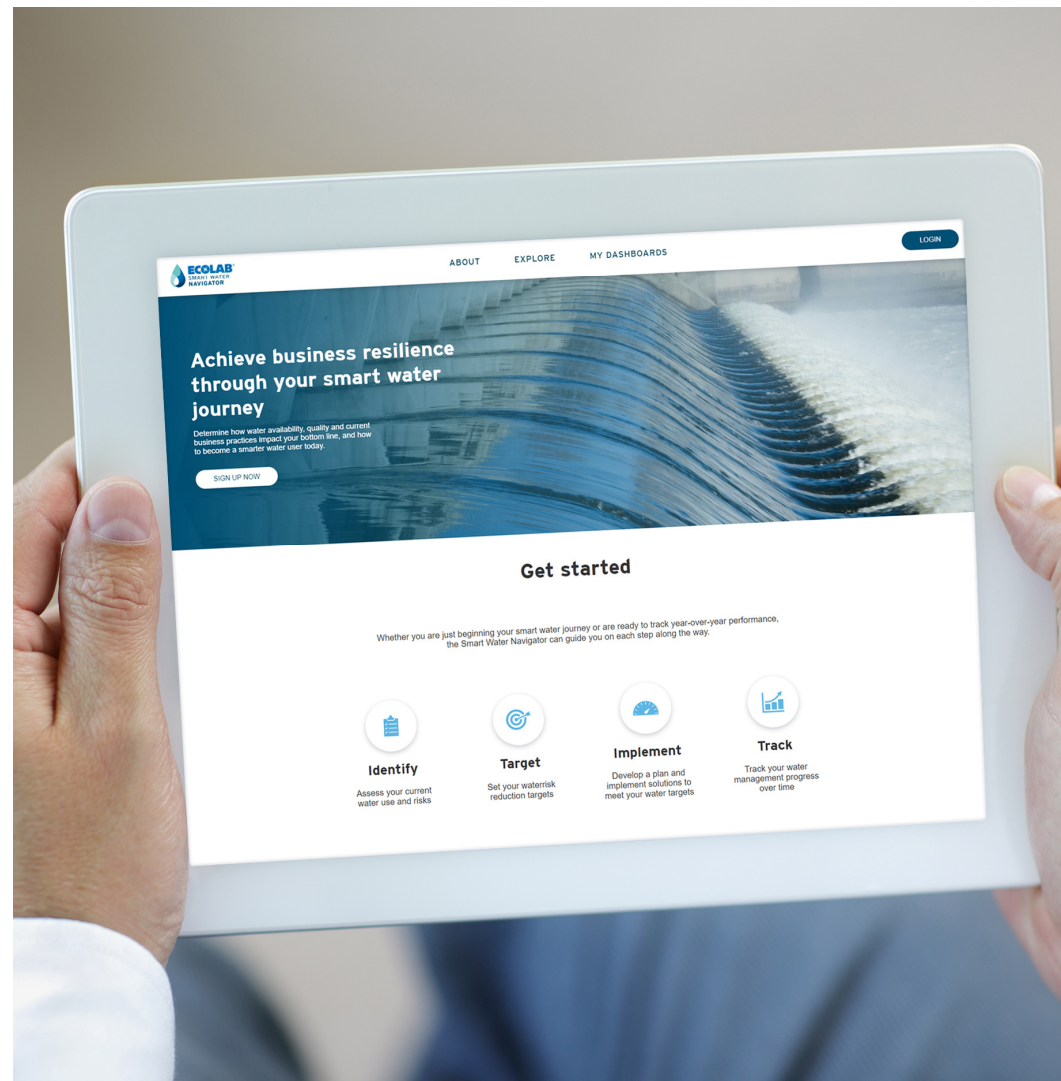 ECOLAB®
SMART WATER
NAVIGATOR
ABOUT
EXPLORE
MY DASHBOARDS
LOGIN
Achieve business resilience
through your smart water
journey
Determine how water availability, quality and current
business practices impact your bottom line, and how
to become a smarter water user today.
SIGN UP NOW
Get started
Whether you are just beginning your smart water journey or are ready to track year-over-year performance,
the Smart Water Navigator can guide you on each step along the way.
Identify
Assess your current
water use and risks
Target
Set your waterrisk
reduction targets
Implement
Develop a plan and
implement solutions to
meet your water targets
Track
Track your water
management progress
over time